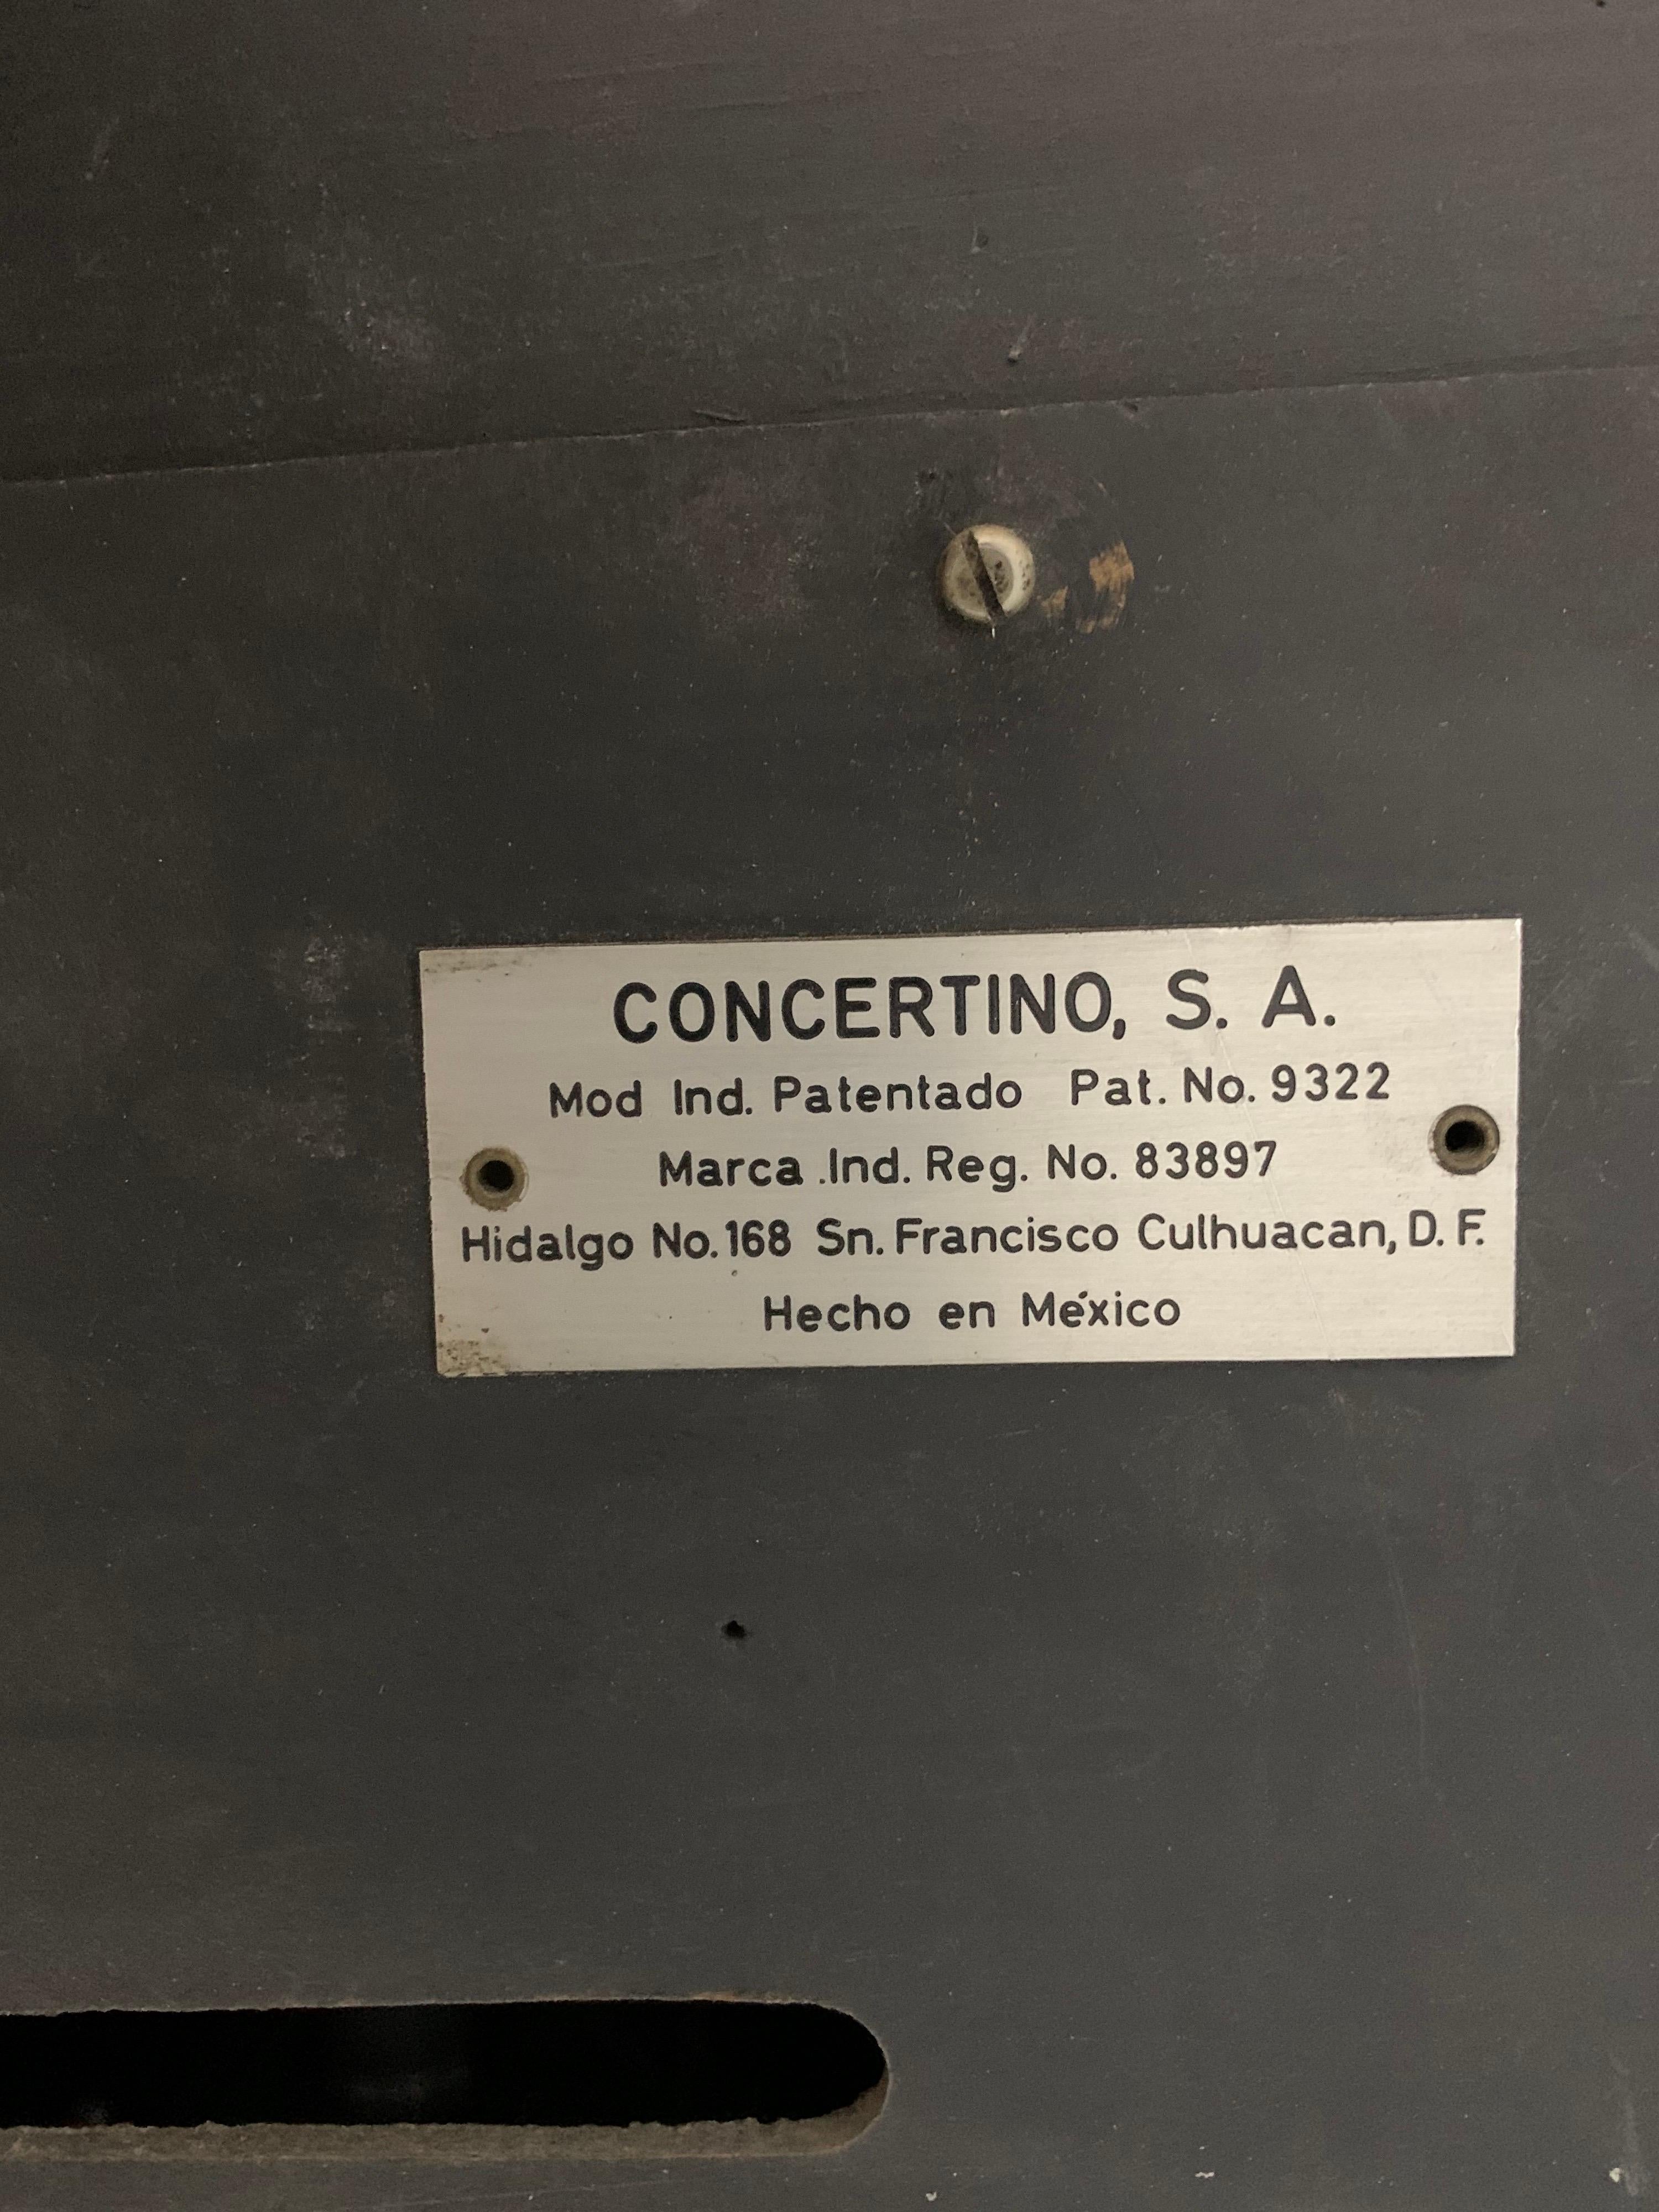 CONCERTINO, S. A.
Mod Ind. Patentado Pat. No. 9322
Marca .Ind. Reg. No. 83897
Hidalgo No.168 Sn. Francisco Culhuacan, D. F.
Hecho en México